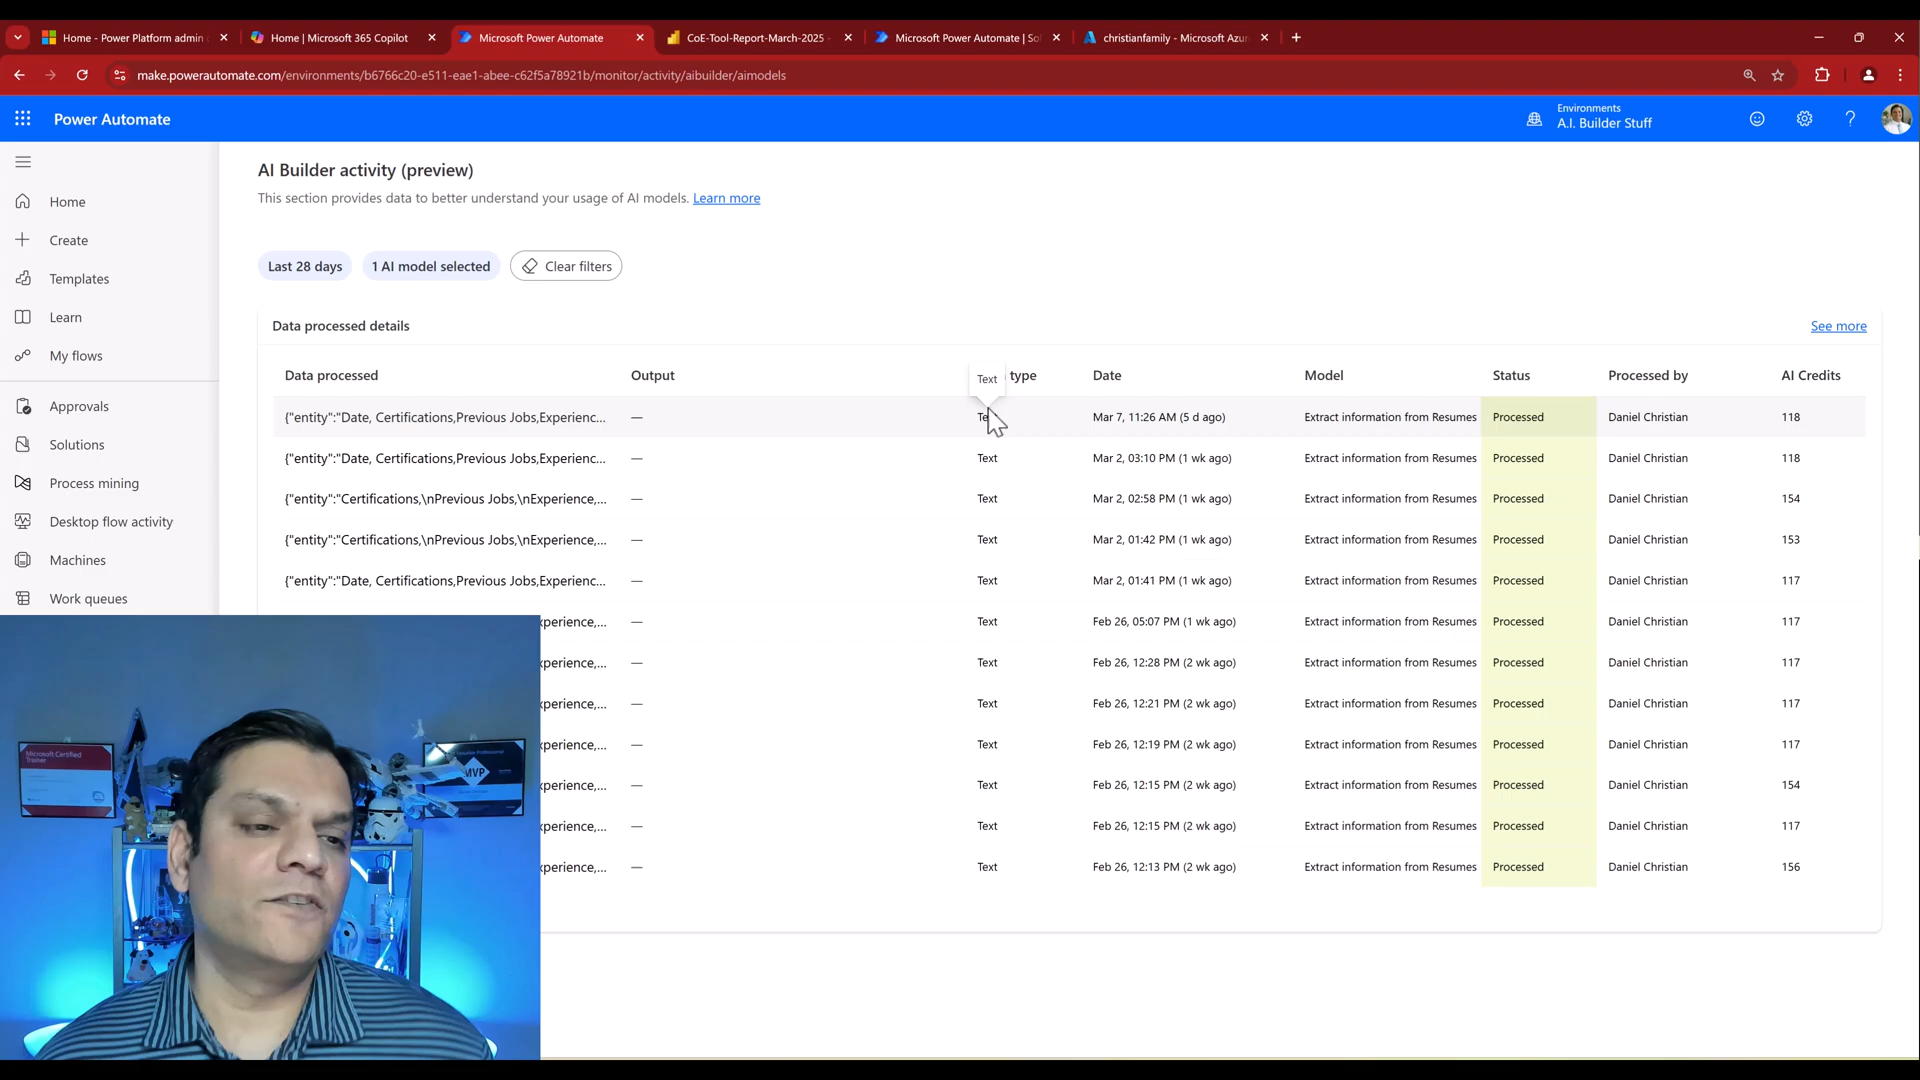 Home - Power Platform admin
Home | Microsoft 365 Copilot
Microsoft Power Automate
CoE-Tool-Report-March-2025 -
Microsoft Power Automate | So
christianfamily - Microsoft Azu
make.powerautomate.com/environments/b6766c20-e511-eae1-abee-c62f5a78921b/monitor/activity/aibuilder/aimodels
Power Automate
Environments
A.I. Builder Stuff
Home
Create
Templates
Learn
My flows
Approvals
Solutions
Process mining
Desktop flow activity
Machines
Work queues
AI Builder activity (preview)
This section provides data to better understand your usage of AI models. Learn more
Last 28 days 1 AI model selected Clear filters
Data processed details See more
Text
Data processed Output type Date Model Status Processed by AI Credits
{"entity":"Date, Certifications,Previous Jobs,Experienc... — Te Mar 7, 11:26 AM (5 d ago) Extract information from Resumes Processed Daniel Christian 118
{"entity":"Date, Certifications,Previous Jobs,Experienc... — Text Mar 2, 03:10 PM (1 wk ago) Extract information from Resumes Processed Daniel Christian 118
{"entity":"Certifications,\nPrevious Jobs,\nExperience,... — Text Mar 2, 02:58 PM (1 wk ago) Extract information from Resumes Processed Daniel Christian 154
{"entity":"Certifications,\nPrevious Jobs,\nExperience,... — Text Mar 2, 01:42 PM (1 wk ago) Extract information from Resumes Processed Daniel Christian 153
{"entity":"Date, Certifications,Previous Jobs,Experienc... — Text Mar 2, 01:41 PM (1 wk ago) Extract information from Resumes Processed Daniel Christian 117
xperience,... — Text Feb 26, 05:07 PM (1 wk ago) Extract information from Resumes Processed Daniel Christian 117
xperience,... — Text Feb 26, 12:28 PM (2 wk ago) Extract information from Resumes Processed Daniel Christian 117
xperience,... — Text Feb 26, 12:21 PM (2 wk ago) Extract information from Resumes Processed Daniel Christian 117
xperience,... — Text Feb 26, 12:19 PM (2 wk ago) Extract information from Resumes Processed Daniel Christian 117
xperience,... — Text Feb 26, 12:15 PM (2 wk ago) Extract information from Resumes Processed Daniel Christian 154
xperience,... — Text Feb 26, 12:15 PM (2 wk ago) Extract information from Resumes Processed Daniel Christian 117
xperience,... — Text Feb 26, 12:13 PM (2 wk ago) Extract information from Resumes Processed Daniel Christian 156
Microsoft Certified
Trainer
MVP